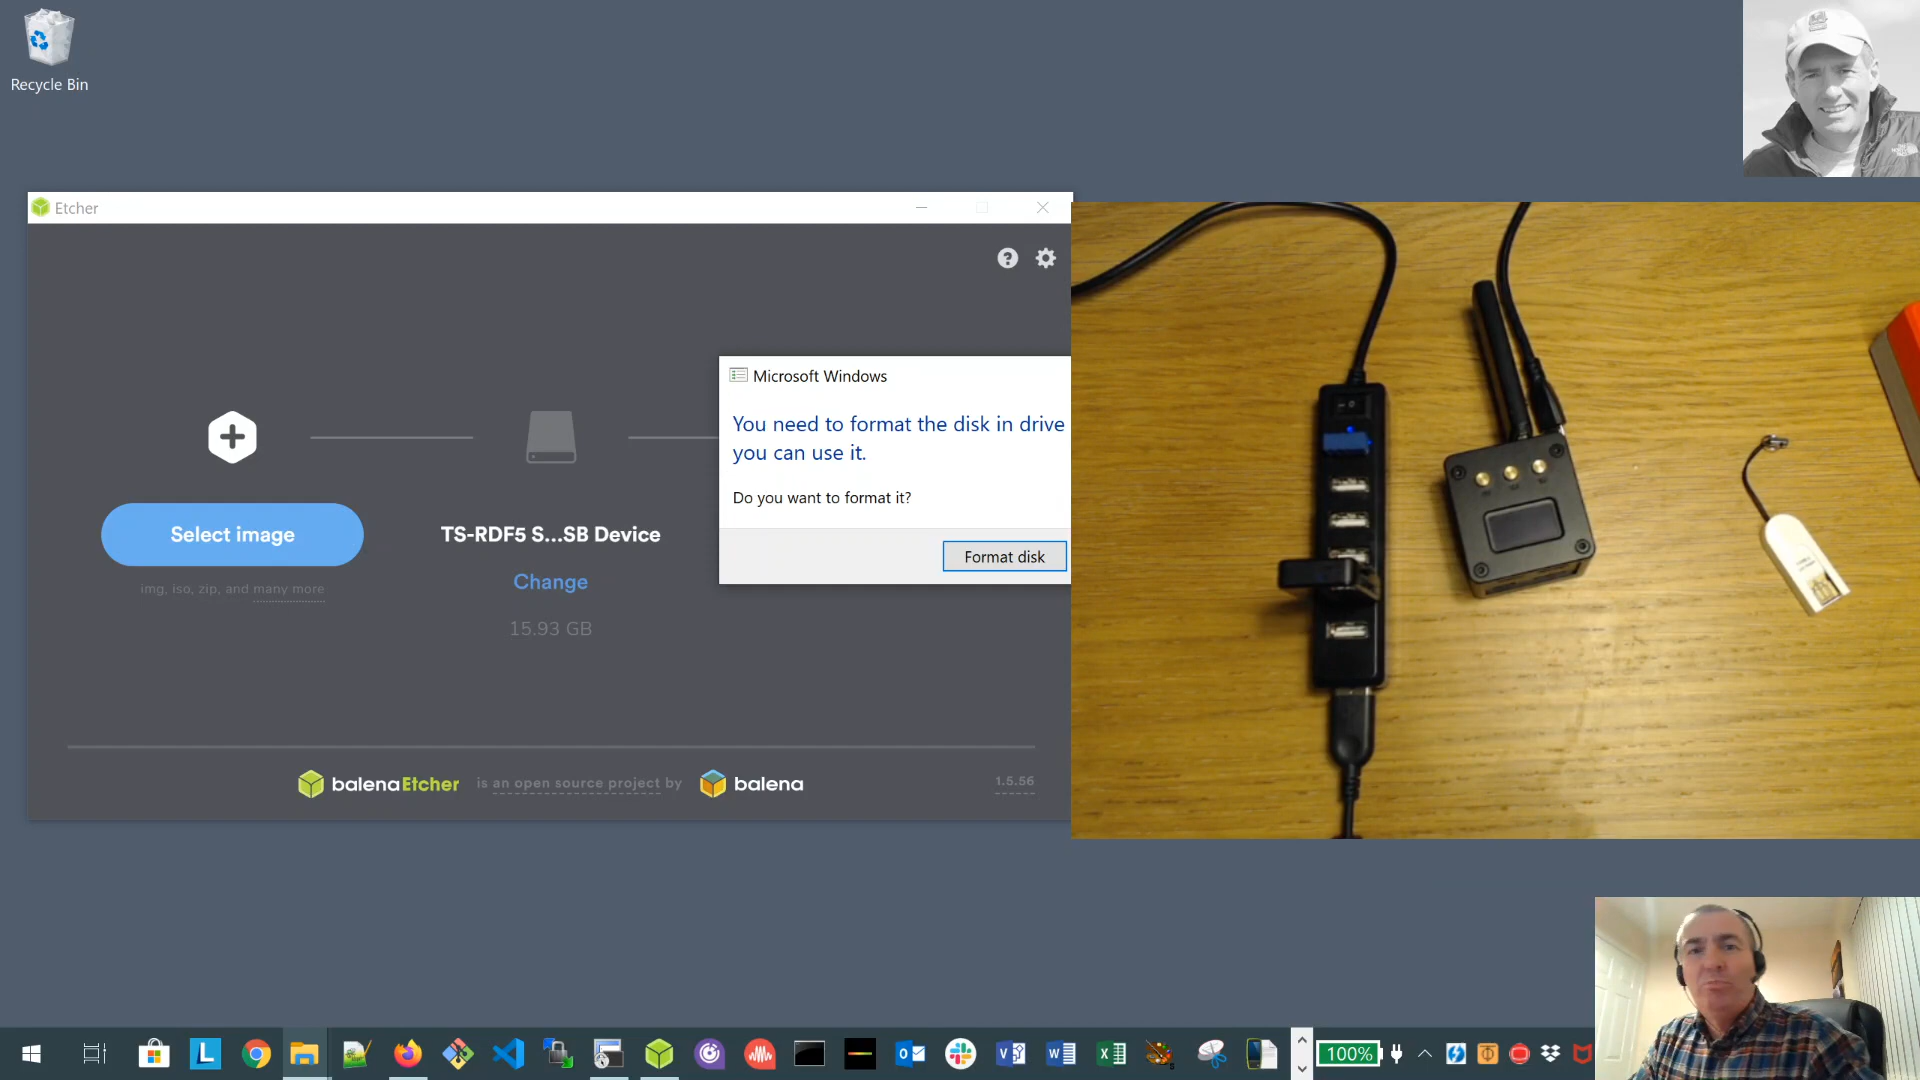 Recycle Bin
Etcher
Select image
img, iso, zip, and many more
TS-RDF5 S...SB Device
Change
15.93 GB
Microsoft Windows
You need to format the disk in drive
you can use it.
Do you want to format it?
Format disk
balenaEtcher is an open source project by balena
1.5.56
100%